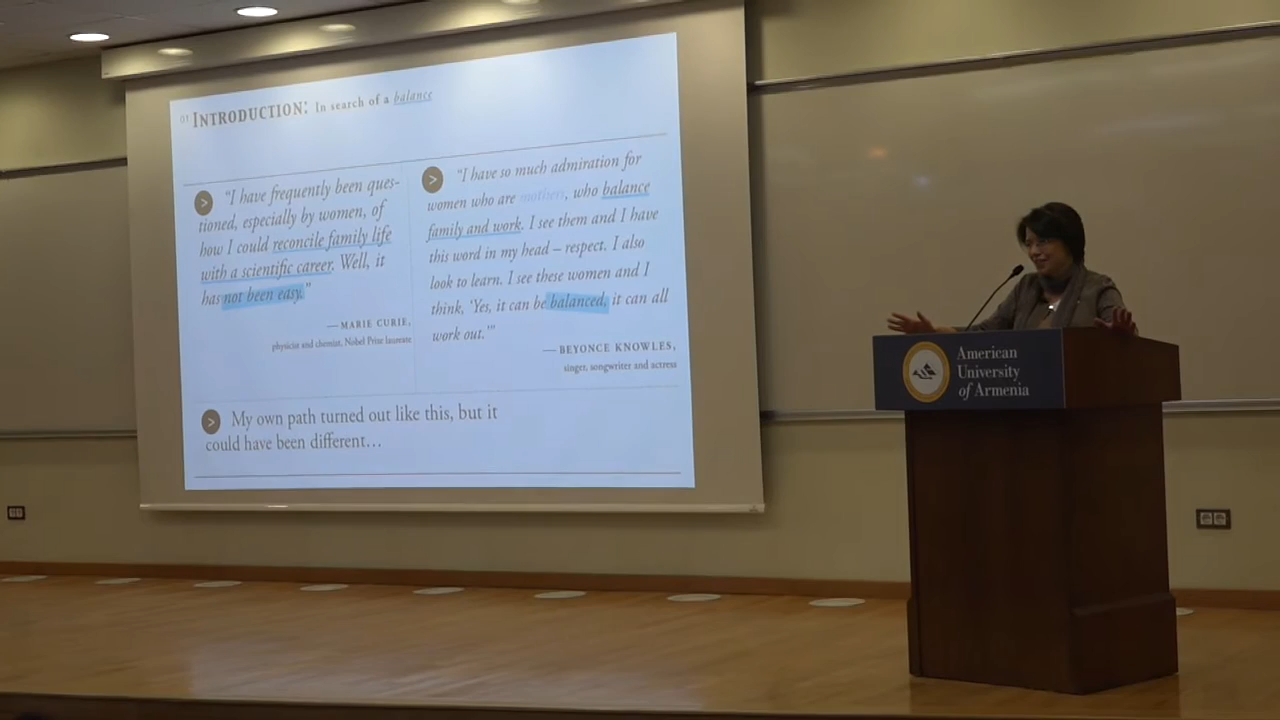 01 INTRODUCTION: In search of a balance
“I have frequently been ques-
tioned, especially by women, of
how I could reconcile family life
with a scientific career. Well, it
has not been easy.”
—MARIE CURIE,
physicist and chemist, Nobel Prize laureate
“I have so much admiration for
women who are mothers, who balance
family and work. I see them and I have
this word in my head – respect. I also
look to learn. I see these women and I
think, ‘Yes, it can be balanced, it can all
work out.’”
—BEYONCE KNOWLES,
singer, songwriter and actress
My own path turned out like this, but it
could have been different…
American
University
of Armenia